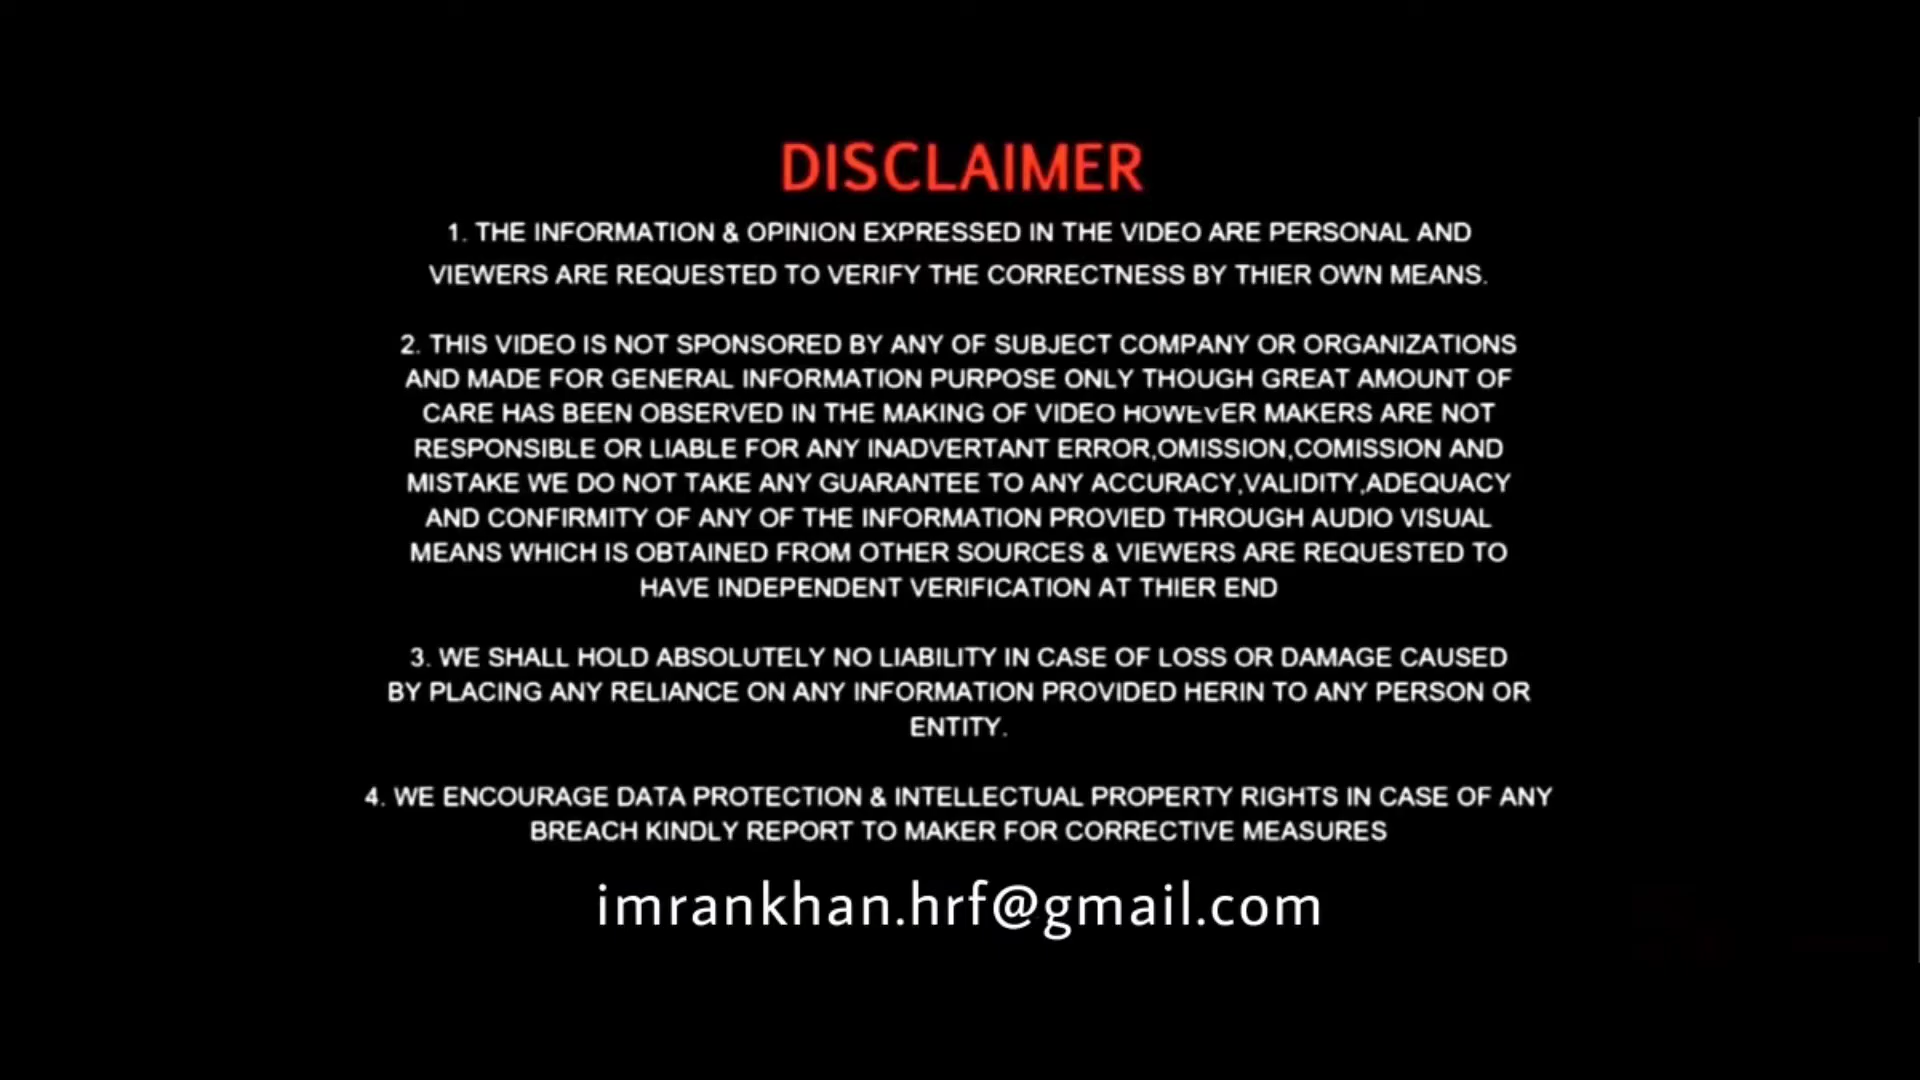 DISCLAIMER
1. THE INFORMATION & OPINION EXPRESSED IN THE VIDEO ARE PERSONAL AND
VIEWERS ARE REQUESTED TO VERIFY THE CORRECTNESS BY THIER OWN MEANS.
2. THIS VIDEO IS NOT SPONSORED BY ANY OF SUBJECT COMPANY OR ORGANIZATIONS
AND MADE FOR GENERAL INFORMATION PURPOSE ONLY THOUGH GREAT AMOUNT OF
CARE HAS BEEN OBSERVED IN THE MAKING OF VIDEO HOWEVER MAKERS ARE NOT
RESPONSIBLE OR LIABLE FOR ANY INADVERTANT ERROR,OMISSION,COMISSION AND
MISTAKE WE DO NOT TAKE ANY GUARANTEE TO ANY ACCURACY,VALIDITY,ADEQUACY
AND CONFIRMITY OF ANY OF THE INFORMATION PROVIED THROUGH AUDIO VISUAL
MEANS WHICH IS OBTAINED FROM OTHER SOURCES & VIEWERS ARE REQUESTED TO
HAVE INDEPENDENT VERIFICATION AT THIER END
3. WE SHALL HOLD ABSOLUTELY NO LIABILITY IN CASE OF LOSS OR DAMAGE CAUSED
BY PLACING ANY RELIANCE ON ANY INFORMATION PROVIDED HERIN TO ANY PERSON OR
ENTITY.
4. WE ENCOURAGE DATA PROTECTION & INTELLECTUAL PROPERTY RIGHTS IN CASE OF ANY
BREACH KINDLY REPORT TO MAKER FOR CORRECTIVE MEASURES
imrankhan.hrf@gmail.com